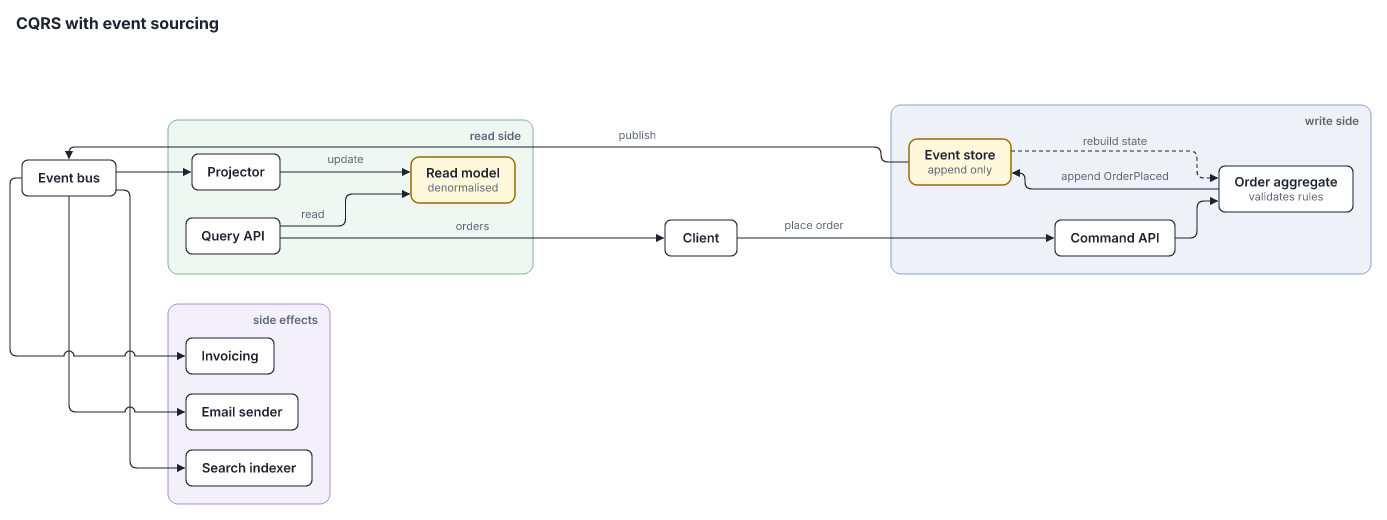 CQRS with event sourcing
read side
publish
write side
Event bus
Projector
update
Read model
denormalised
Event store
append only
rebuild state
append OrderPlaced
Order aggregate
validates rules
Query API
read
orders
Client
place order
Command API
side effects
Invoicing
Email sender
Search indexer